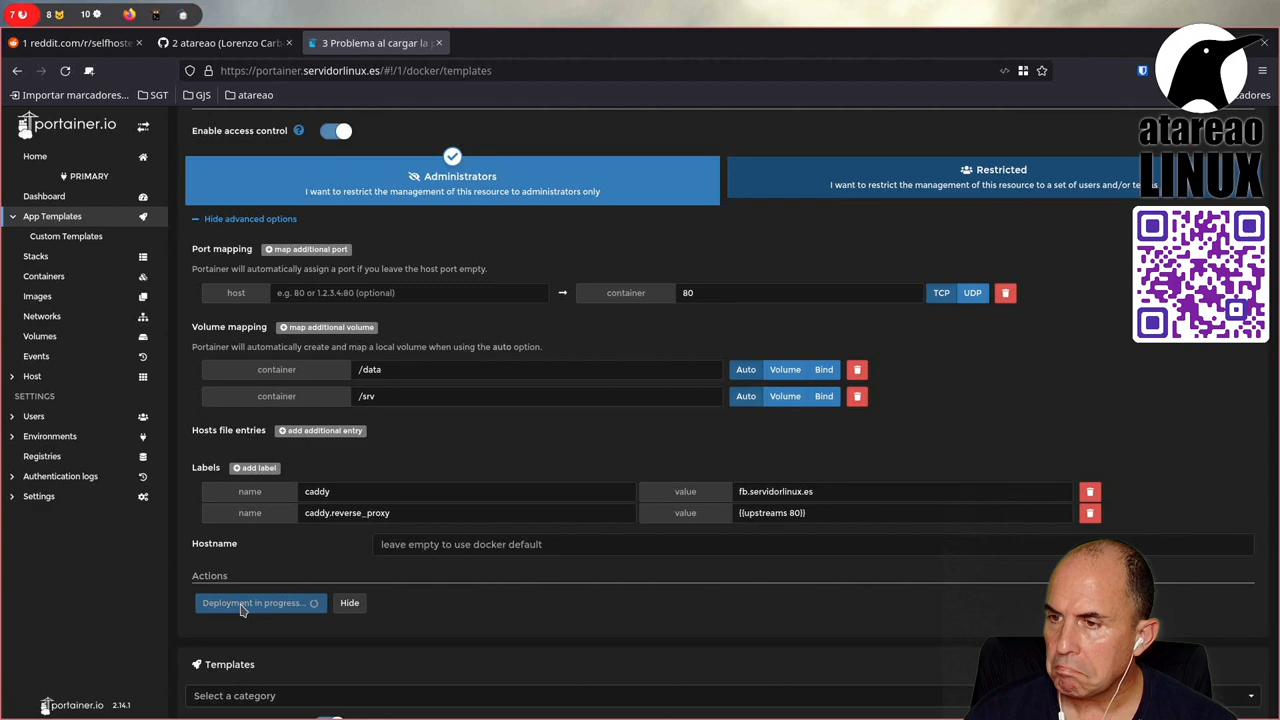 7
8
10
1 reddit.com/r/selfhoste
2 atareao (Lorenzo Carb
3 Problema al cargar la p
https://portainer.servidorlinux.es/#!/1/docker/templates
Importar marcadores...
SGT
GJS
atareao
cadores
portainer.io
Home
PRIMARY
Dashboard
App Templates
Custom Templates
Stacks
Containers
Images
Networks
Volumes
Events
Host
SETTINGS
Users
Environments
Registries
Authentication logs
Settings
portainer.io 2.14.1
Enable access control
Administrators
I want to restrict the management of this resource to administrators only
Restricted
I want to restrict the management of this resource to a set of users and/or te s
Hide advanced options
Port mapping map additional port
Portainer will automatically assign a port if you leave the host port empty.
host e.g. 80 or 1.2.3.4:80 (optional) → container 80 TCP UDP
Volume mapping map additional volume
Portainer will automatically create and map a local volume when using the auto option.
container /data Auto Volume Bind
container /srv Auto Volume Bind
Hosts file entries add additional entry
Labels add label
name caddy value fb.servidorlinux.es
name caddy.reverse_proxy value {{upstreams 80}}
Hostname leave empty to use docker default
Actions
Deployment in progress... Hide
Templates
Select a category
atareao
LINUX